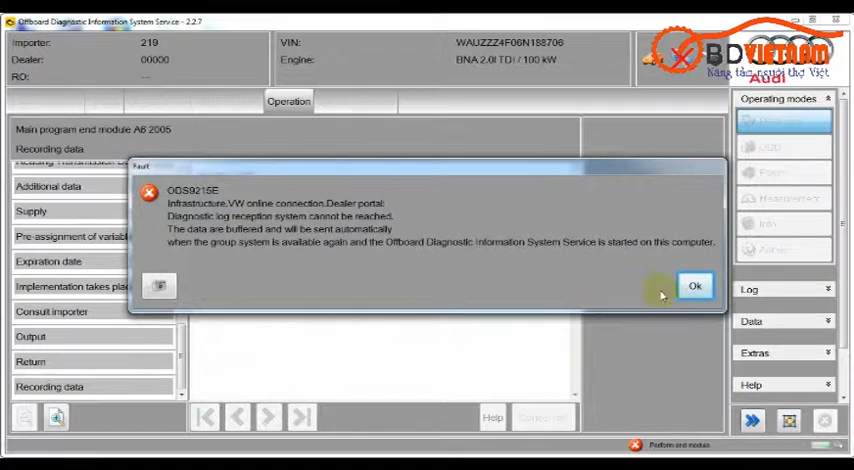 Offboard Diagnostic Information System Service - 2.2.7
Importer: 219
Dealer: 00000
RO: ---
VIN: WAUZZZ4F06N188706
Engine: BNA 2.0l TDI / 100 kW
BDVIETNAM
Nâng tầm người thợ Việt
Audi
Operation
Operating modes
Main program end module A6 2005
Recording data
Additional data
Supply
Pre-assignment of variabl
Expiration date
Implementation takes plac
Consult importer
Output
Return
Recording data
Fault
ODS9215E
Infrastructure.VW online connection.Dealer portal:
Diagnostic log reception system cannot be reached.
The data are buffered and will be sent automatically
when the group system is available again and the Offboard Diagnostic Information System Service is started on this computer.
Ok
OBD
Measurement
Info
Log
Data
Extras
Help
Help
Perform end module